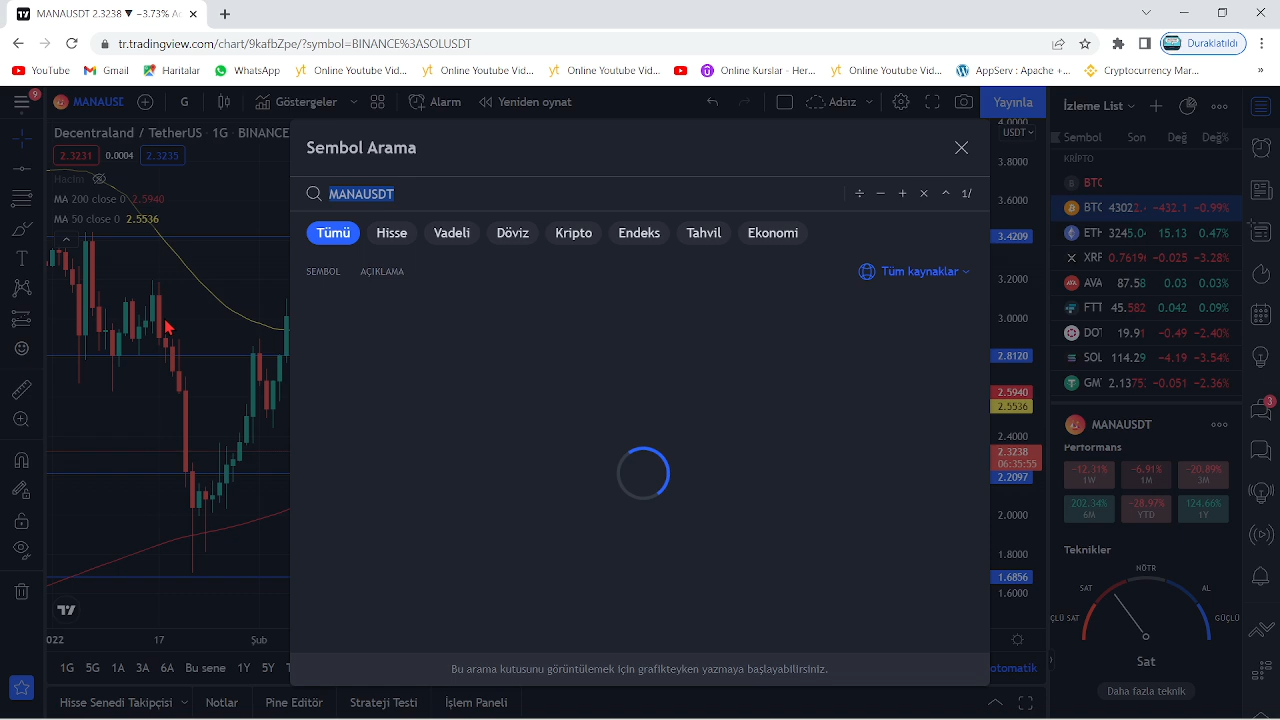 MANAUSDT 2.3238 ▼ −3.73%
tr.tradingview.com/chart/9kafbZpe/?symbol=BINANCE%3ASOLUSDT
Duraklatıldı
YouTube Gmail Haritalar WhatsApp Online Youtube Vid... Online Youtube Vid... Online Youtube Vid... Online Kurslar - Her... Online Youtube Vid... AppServ : Apache +... Cryptocurrency Mar... »
9
MANAUSD G Göstergeler Alarm Yeniden oynat Adsız Yayınla İzleme List
Decentraland / TetherUS · 1G · BINANCE
4.0000
USDT
Sembol Son Değ Değ%
2.3231 0.0004 2.3235
Sembol Arama
KRİPTO
3.8000
Hacim
BTC
MANAUSDT
÷ − + × ^ 1/
MA 200 close 0 2.5940
3.6000
BTC 43022. −432.1 −0.99%
MA 50 close 0 2.5536
Tümü Hisse Vadeli Döviz Kripto Endeks Tahvil Ekonomi
3.4209
ETH 3245.0 15.13 0.47%
XRF 0.7619 −0.025 −3.28%
SEMBOL AÇIKLAMA Tüm kaynaklar
3.2000
AVA 87.58 0.03 0.03%
FTT 45.582 0.042 0.09%
3.0000
DOT 19.91 −0.49 −2.40%
2.8120
SOL 114.29 −4.19 −3.54%
GMT 2.1375 −0.051 −2.36%
2.5940
2.5536
3
MANAUSDT
2.4000
Performans
2.3238
06:35:55
2.2097
−12.31% −6.91% −20.89%
1W 1M 3M
202.34% −28.97% 124.66%
6M YTD 1Y
2.0000
Teknikler
1.8000
NÖTR
1.6856
1.6000
SAT AL
ÇLÜ SAT GÜÇLÜ
022 17 Şub
Sat
1G 5G 1A 3A 6A Bu sene 1Y 5Y
Bu arama kutusunu görüntülemek için grafikteyken yazmaya başlayabilirsiniz.
otomatik
Daha fazla teknik
Hisse Senedi Takipçisi Notlar Pine Editör Strateji Testi İşlem Paneli